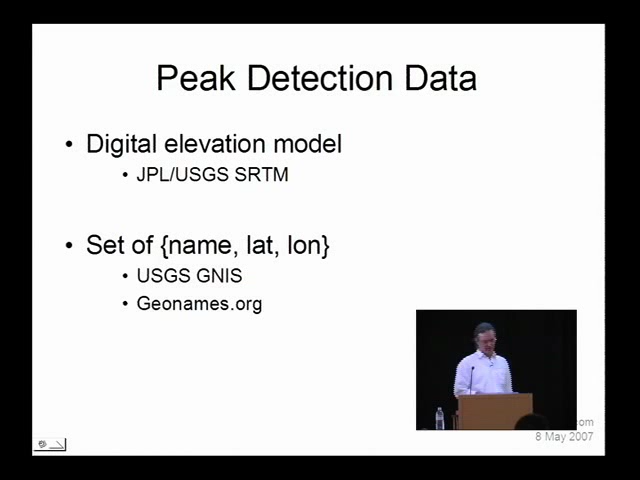 Peak Detection Data
• Digital elevation model
• JPL/USGS SRTM
• Set of {name, lat, lon}
• USGS GNIS
• Geonames.org
om
8 May 2007